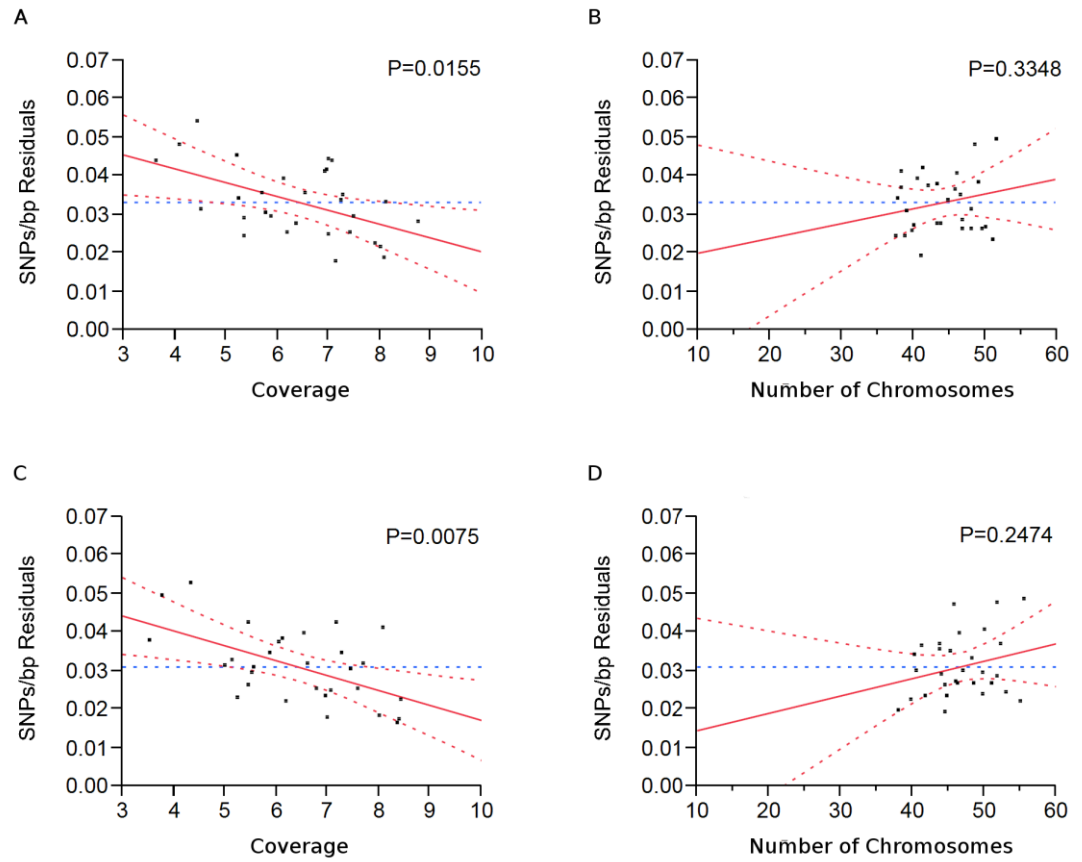 A
P=0.0155
SNPs/bp Residuals
0.07
0.06
0.05
0.04
0.03
0.02
0.01
0.00
3 4 5 6 7 8 9 10
Coverage
B
P=0.3348
SNPs/bp Residuals
0.07
0.06
0.05
0.04
0.03
0.02
0.01
0.00
10 20 30 40 50 60
Number of Chromosomes
C
P=0.0075
SNPs/bp Residuals
0.07
0.06
0.05
0.04
0.03
0.02
0.01
0.00
3 4 5 6 7 8 9 10
Coverage
D
P=0.2474
SNPs/bp Residuals
0.07
0.06
0.05
0.04
0.03
0.02
0.01
0.00
10 20 30 40 50 60
Number of Chromosomes